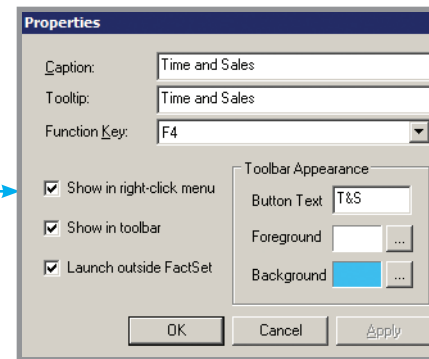 Properties
Caption: Time and Sales
Tooltip: Time and Sales
Function Key: F4
Toolbar Appearance
Show in right-click menu
Button Text T&S
Show in toolbar
Foreground ...
Launch outside FactSet
Background ...
OK Cancel Apply